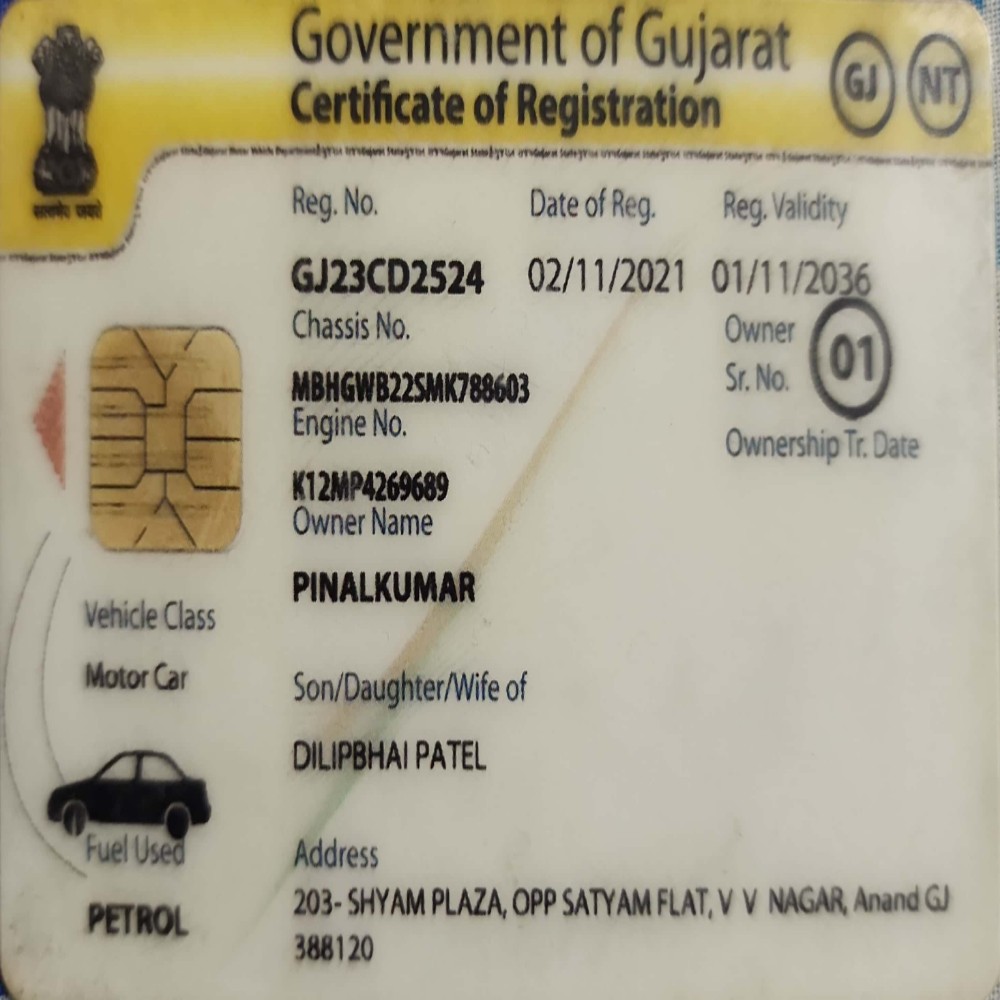 Government of Gujarat
Certificate of Registration
GJ NT
सत्यमेव जयते
Reg. No. Date of Reg. Reg. Validity
GJ23CD2524 02/11/2021 01/11/2036
Chassis No. Owner
Sr. No. 01
MBHGWB22SMK788603
Engine No. Ownership Tr. Date
K12MP4269689
Owner Name
PINALKUMAR
Vehicle Class
Motor Car
Son/Daughter/Wife of
DILIPBHAI PATEL
Fuel Used
PETROL
Address
203- SHYAM PLAZA, OPP SATYAM FLAT, V V NAGAR, Anand GJ
388120